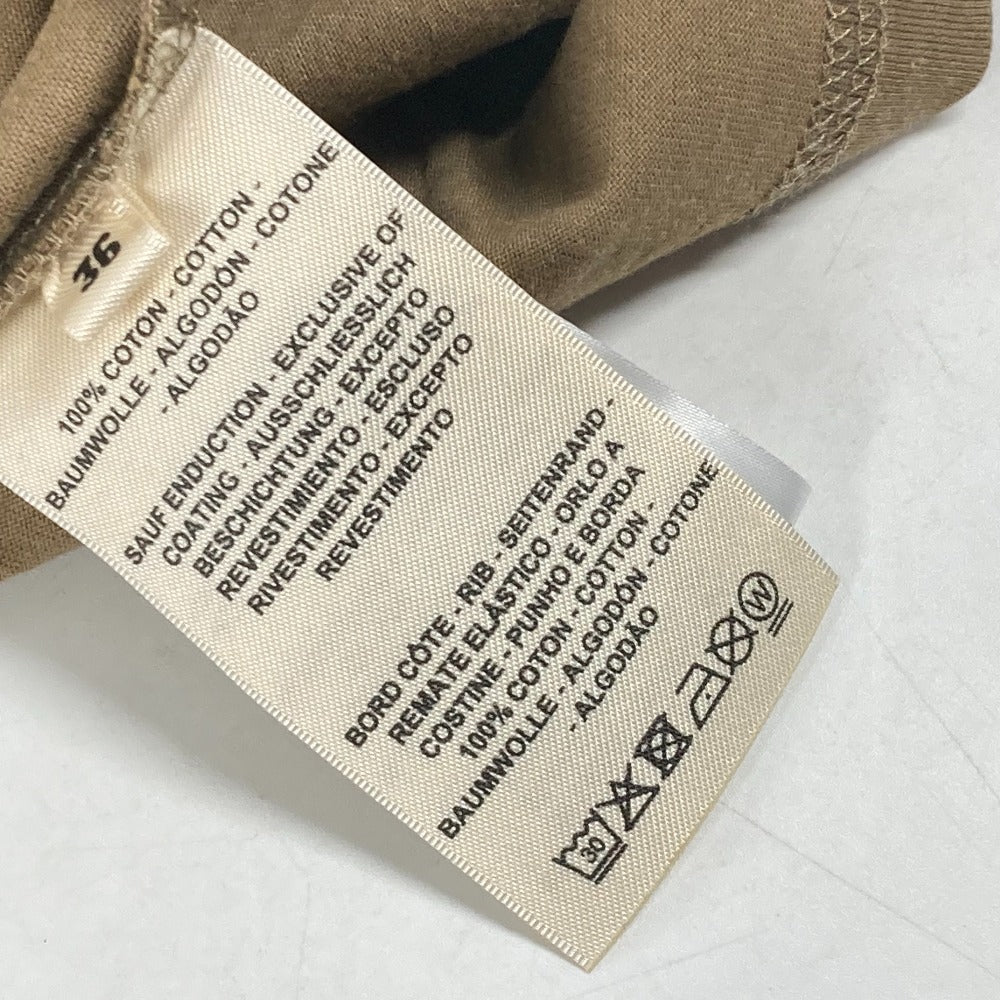 36
100% COTON - COTTON -
BAUMWOLLE - ALGODÓN - COTONE
- ALGODÃO
SAUF ENDUCTION - EXCLUSIVE OF
COATING - AUSSCHLIESSLICH
BESCHICHTUNG - EXCEPTO
REVESTIMIENTO - ESCLUSO
RIVESTIMENTO - EXCEPTO
REVESTIMENTO
BORD CÔTE - RIB - SEITENRAND -
REMATE ELÁSTICO - ORLO A
COSTINE - PUNHO E BORDA
100% COTON - COTTON -
BAUMWOLLE - ALGODÓN - COTONE
- ALGODÃO
30
W